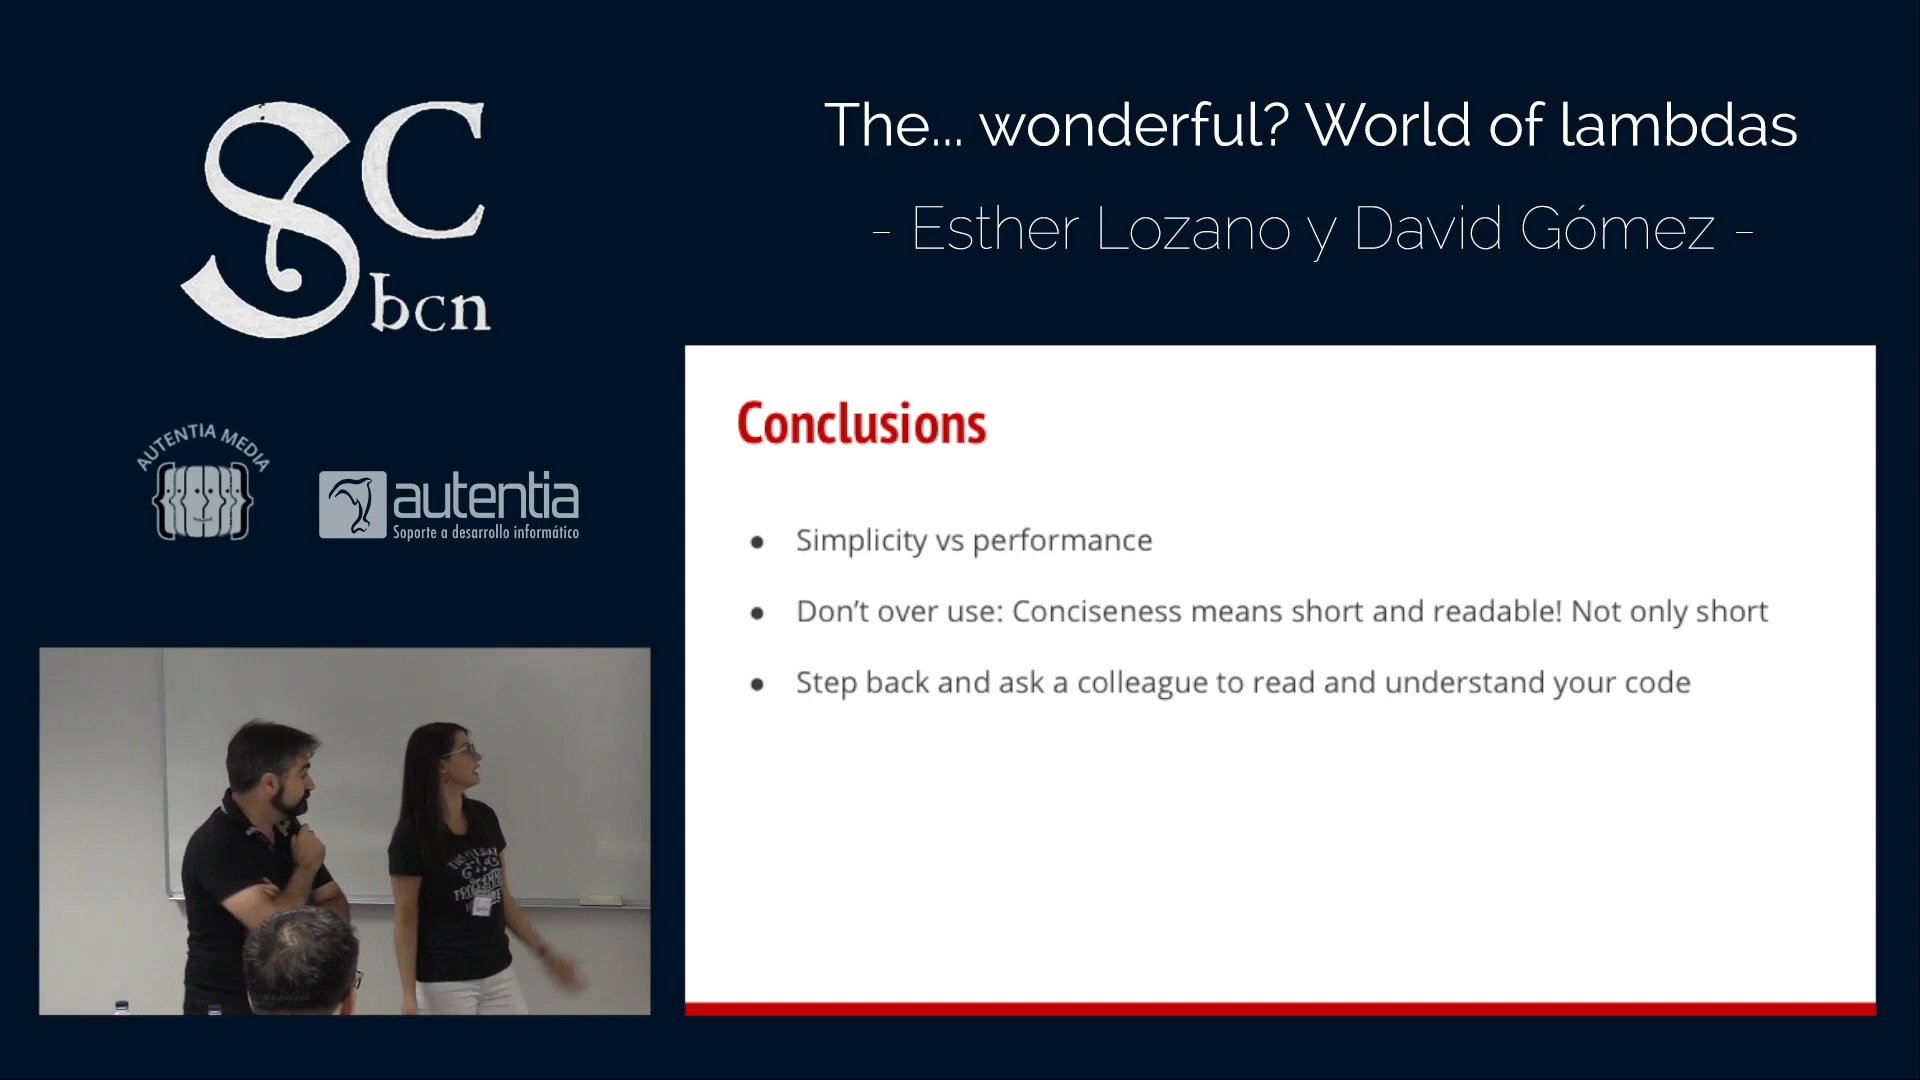 SC
bcn
The... wonderful? World of lambdas
- Esther Lozano y David Gómez -
AUTENTIA MEDIA
autentia
Soporte a desarrollo informático
Conclusions
● Simplicity vs performance
● Don't over use: Conciseness means short and readable! Not only short
● Step back and ask a colleague to read and understand your code